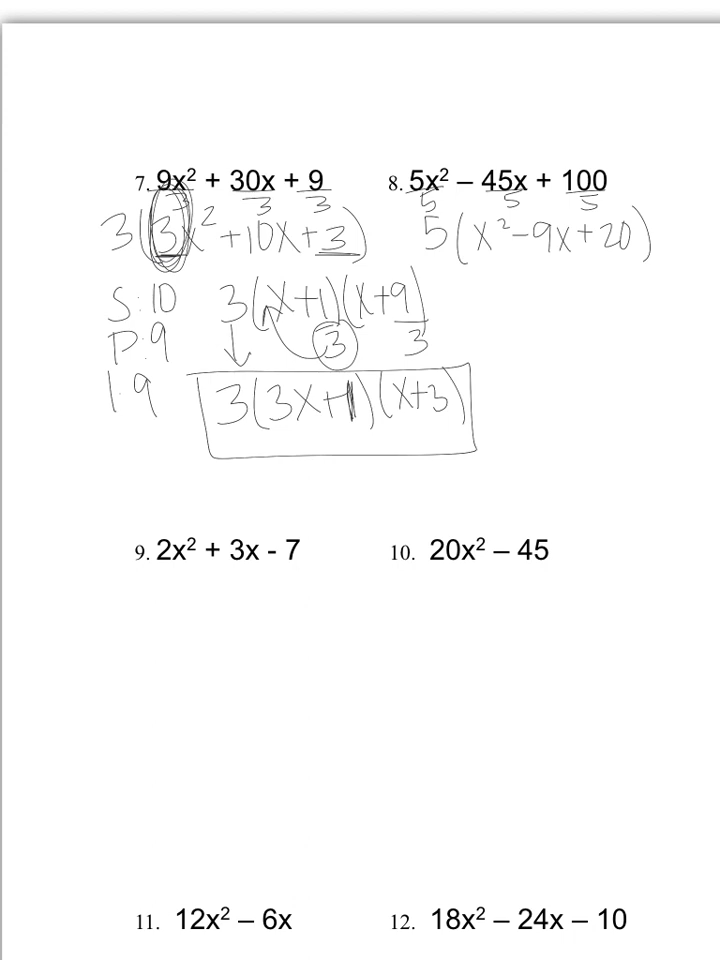 7. 9x² + 30x + 9
3 3 3
3(3x²+10x+3)
S: 10
P: 9
I: 9
3(x+1)(x+9)
3 3
3(3x+1)(x+3)
8. 5x² – 45x + 100
5 5 5
5(x²-9x+20)
9. 2x² + 3x - 7
10. 20x² – 45
11. 12x² – 6x
12. 18x² – 24x – 10